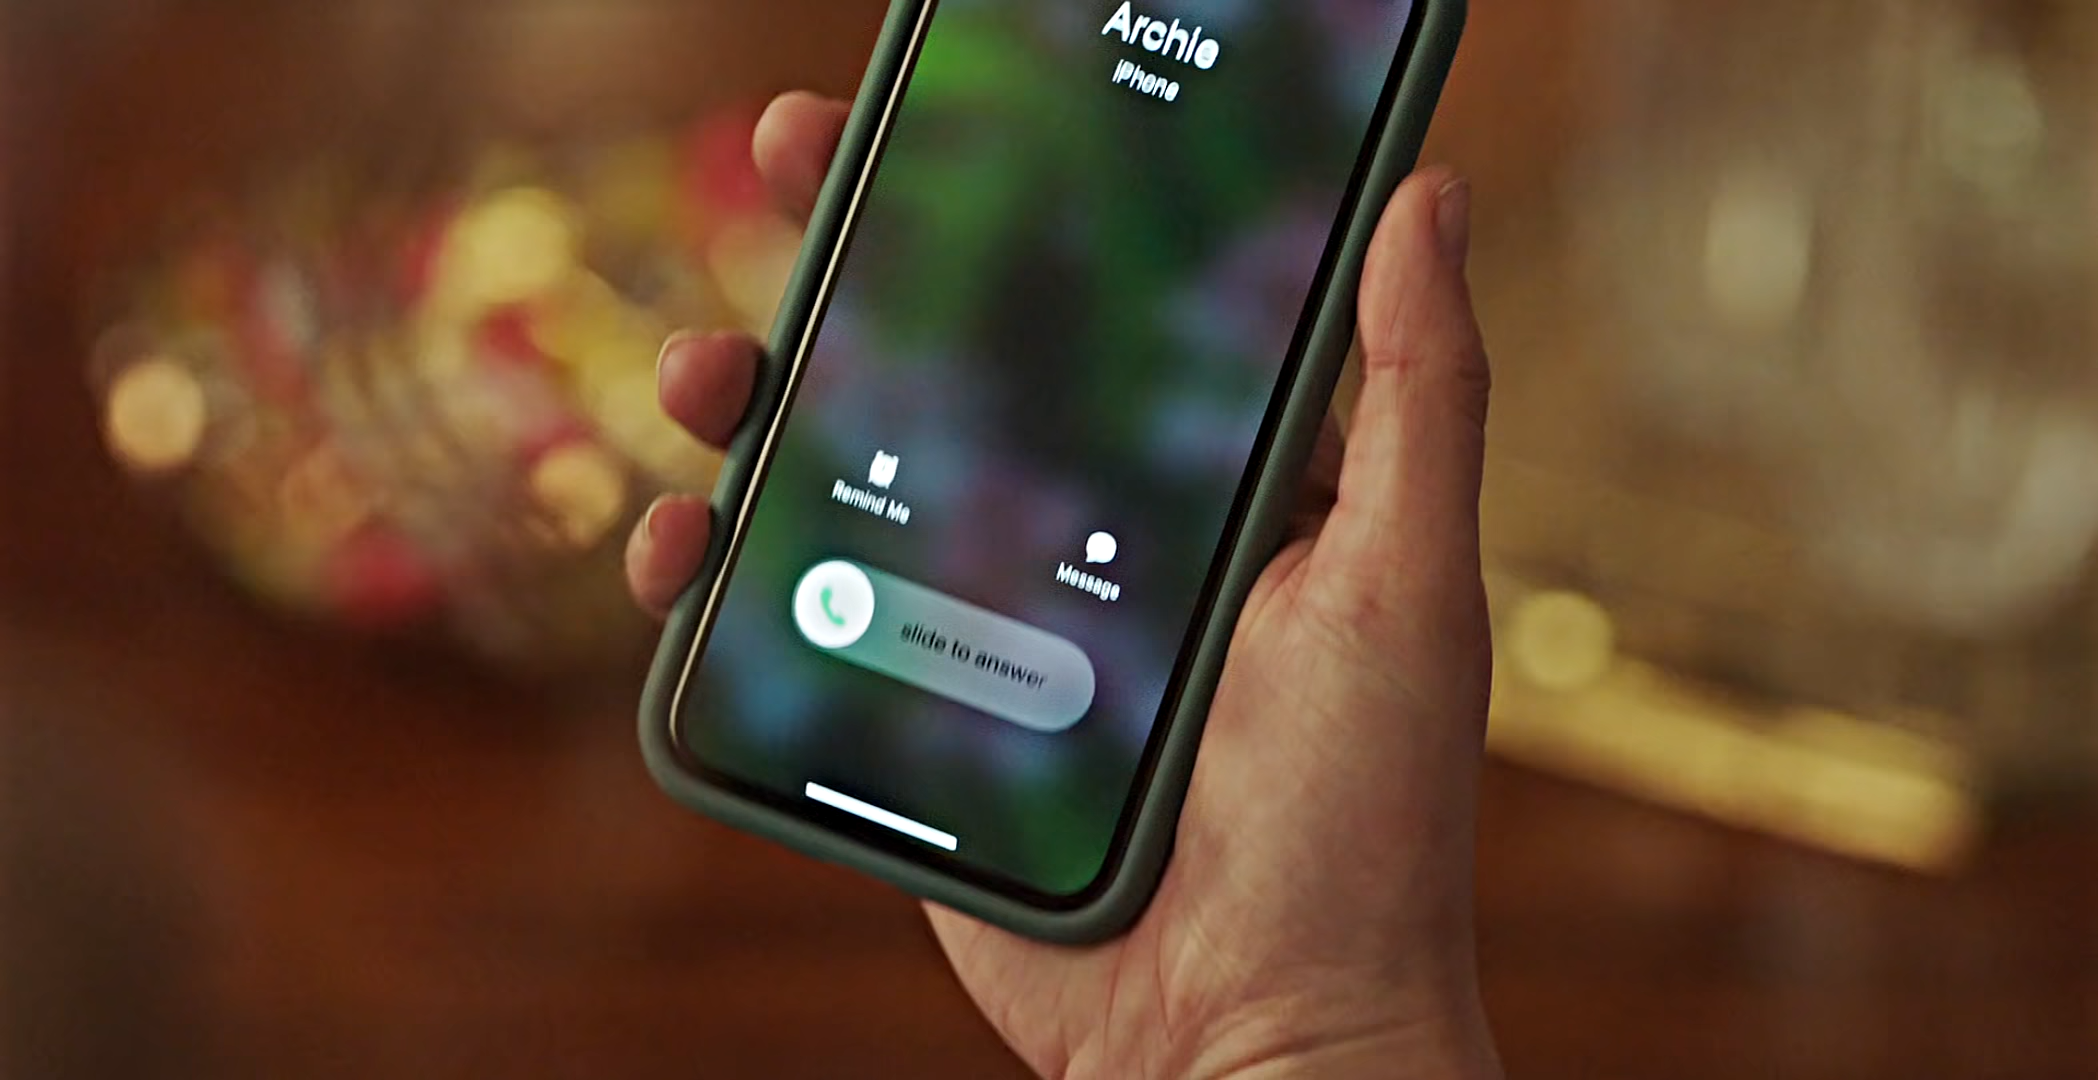 Archie
iPhone
Remind Me
Message
slide to answer